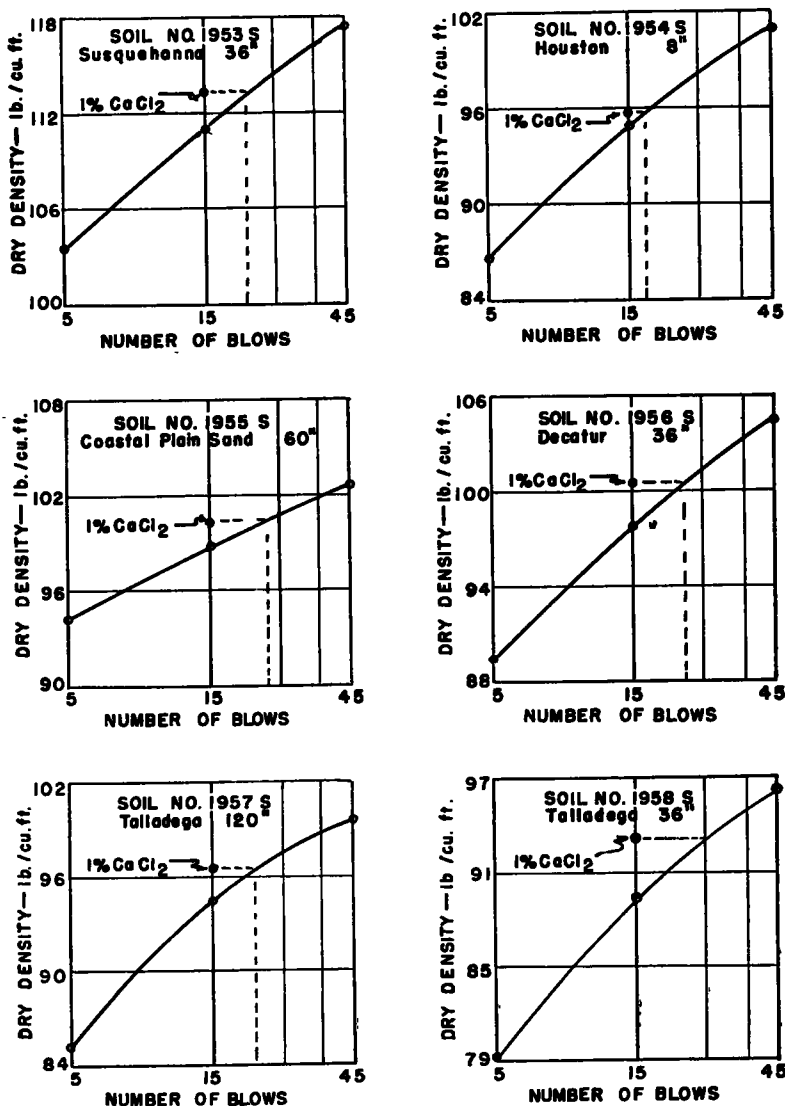 SOIL NO. 1953 S
Susquehanna 36"
1% CaCl2
118
112
106
100
DRY DENSITY—lb./cu. ft.
5 15 45
NUMBER OF BLOWS
SOIL NO. 1954 S
Houston 8"
1% CaCl2
102
96
90
84
DRY DENSITY—lb./cu. ft.
5 15 45
NUMBER OF BLOWS
SOIL NO. 1955 S
Coastal Plain Sand 60"
1% CaCl2
108
102
96
90
DRY DENSITY—lb./cu. ft.
5 15 45
NUMBER OF BLOWS
SOIL NO. 1956 S
Decatur 36"
1% CaCl2
106
100
94
88
DRY DENSITY—lb./cu. ft.
5 15 45
NUMBER OF BLOWS
SOIL NO. 1957 S
Talladega 120"
1% CaCl2
102
96
90
84
DRY DENSITY—lb./cu. ft.
5 15 45
NUMBER OF BLOWS
SOIL NO. 1958 S
Talladega 36"
1% CaCl2
97
91
85
79
DRY DENSITY—lb /cu. ft.
5 15 45
NUMBER OF BLOWS